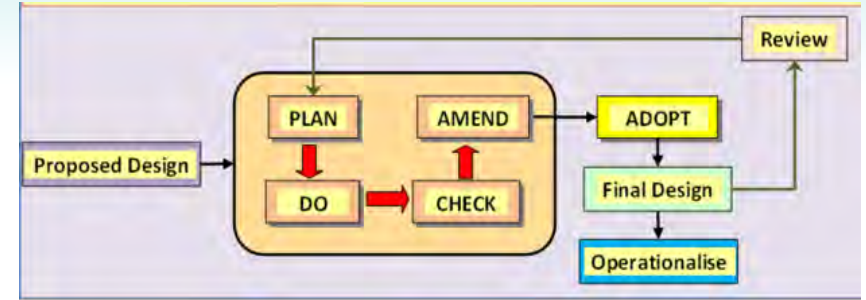 Review
PLAN
AMEND
ADOPT
Proposed Design
DO
CHECK
Final Design
Operationalise